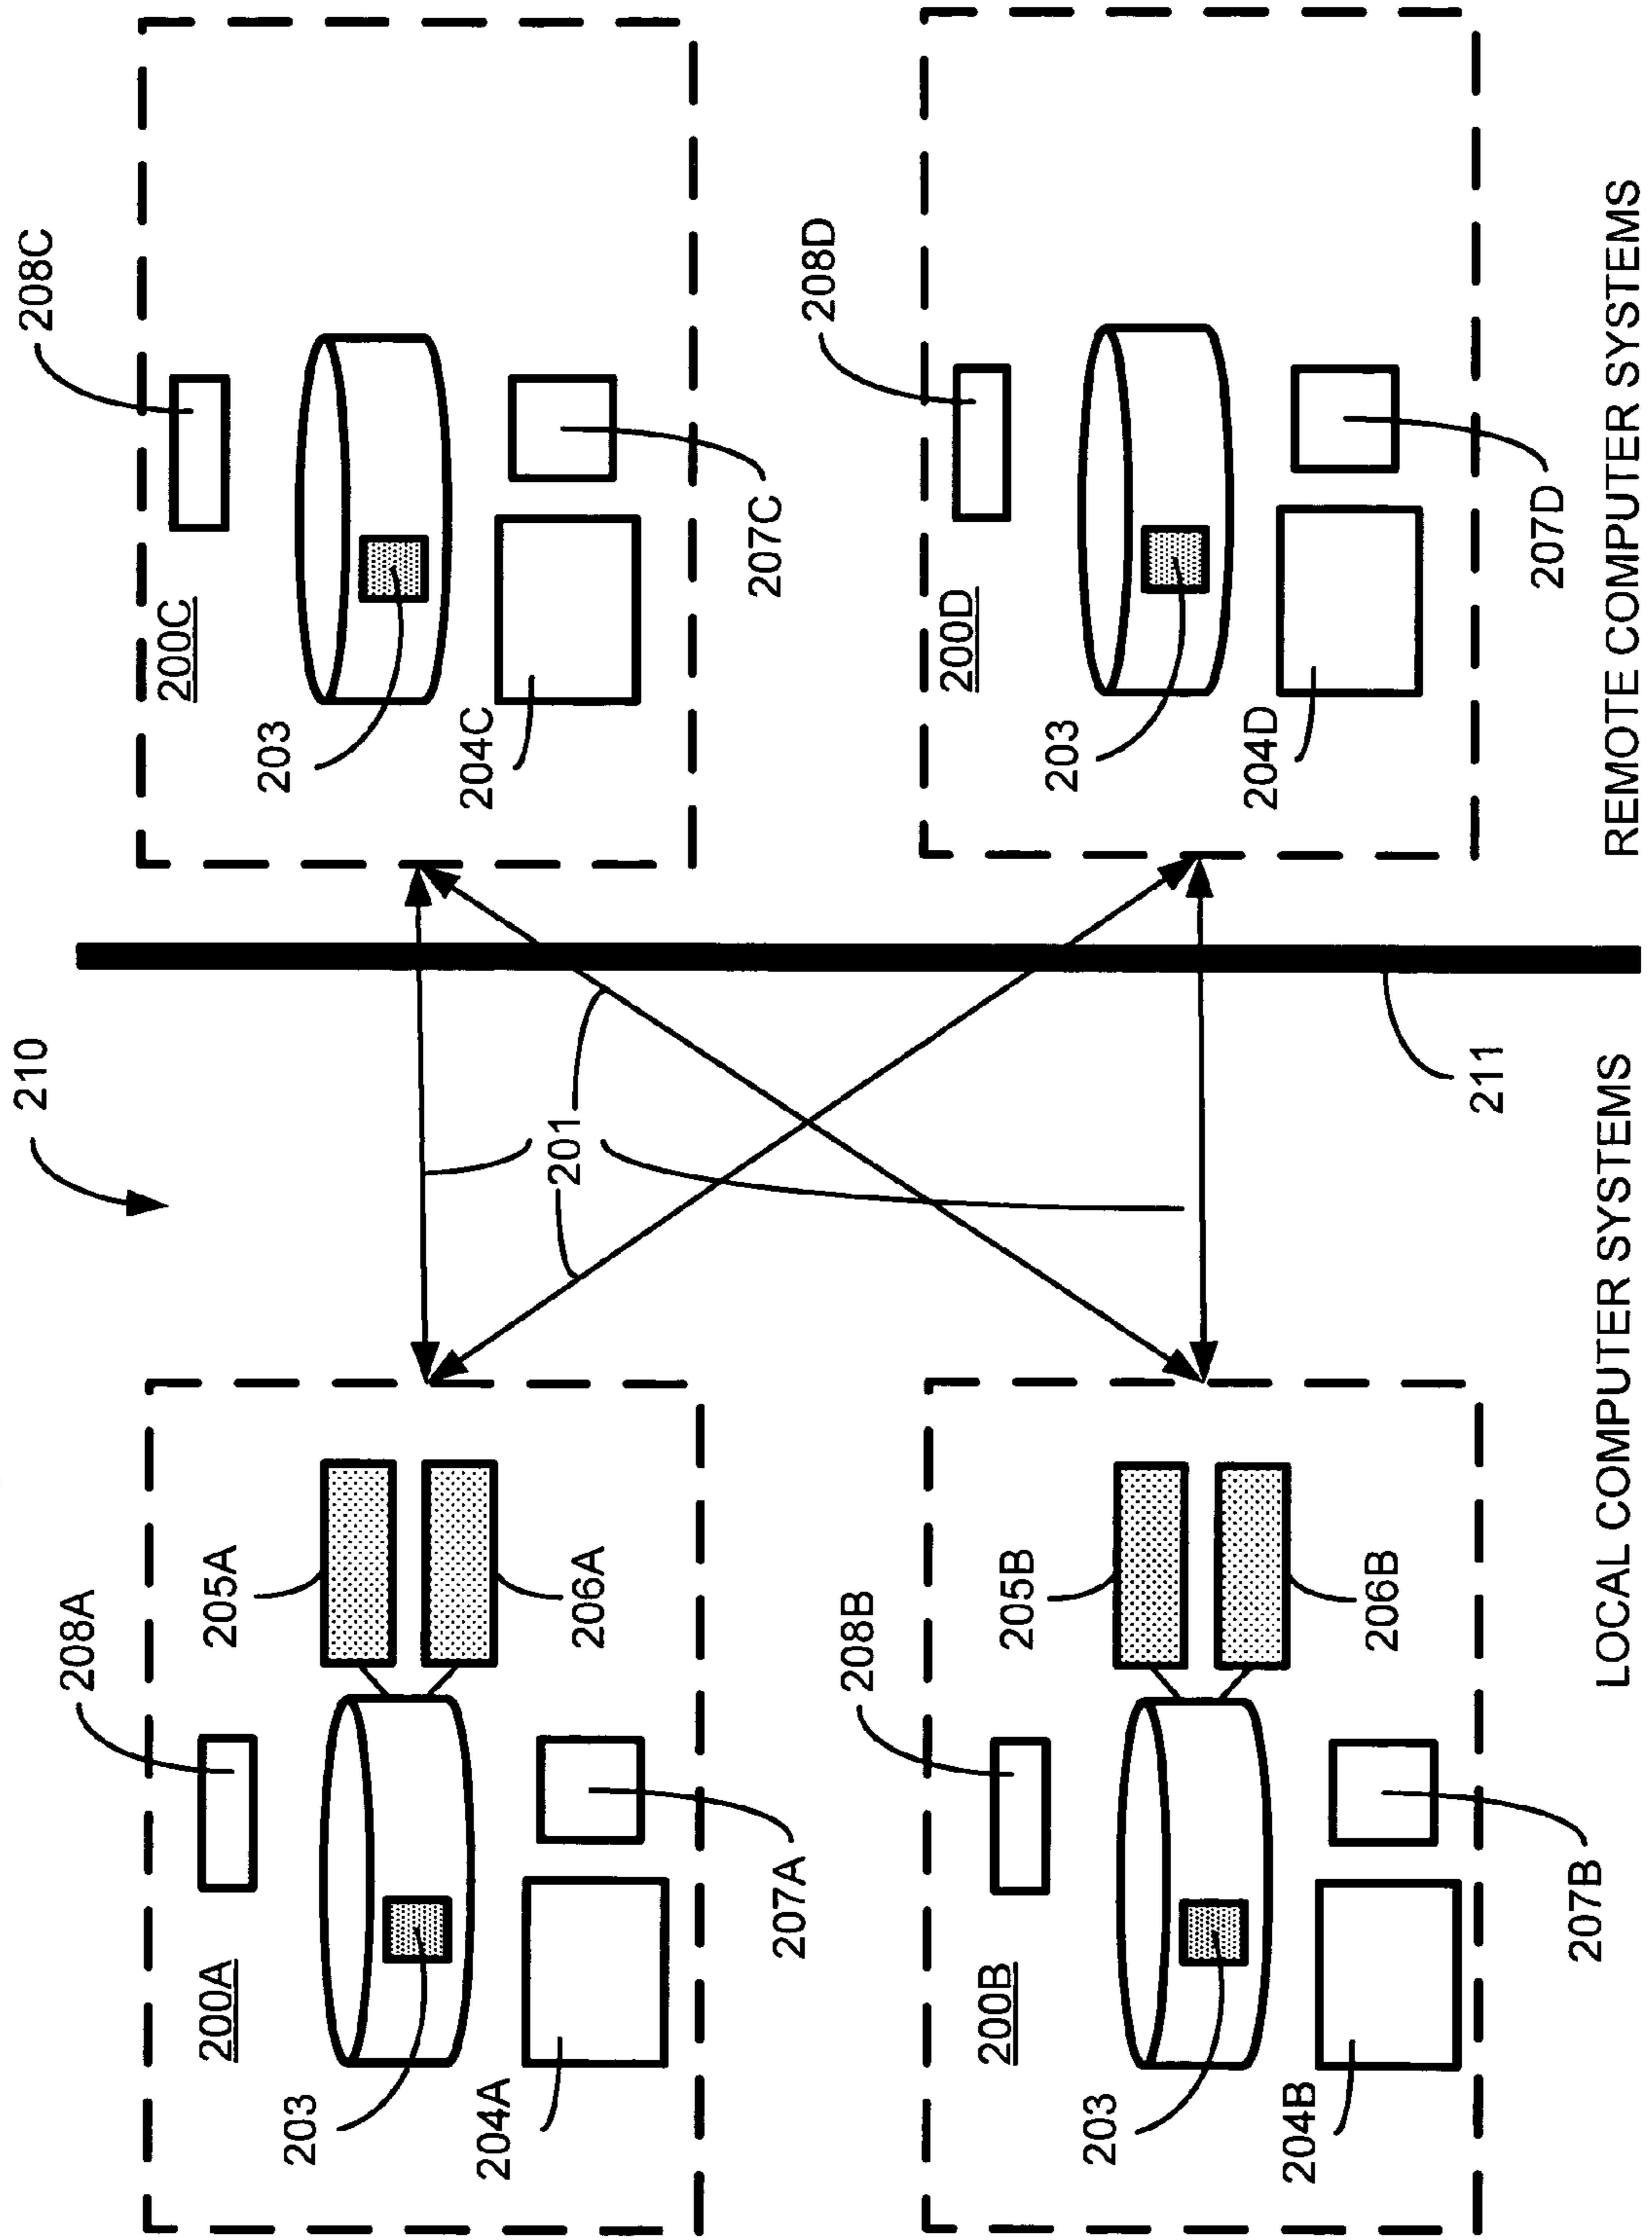 210
208C
208A
200C
200A
205A
203
203
204C
204A
201
206A
207C
207A
208D
208B
200D
200B
205B
203
203
204D
204B
206B
211
207D
207B
LOCAL COMPUTER SYSTEMS
REMOTE COMPUTER SYSTEMS